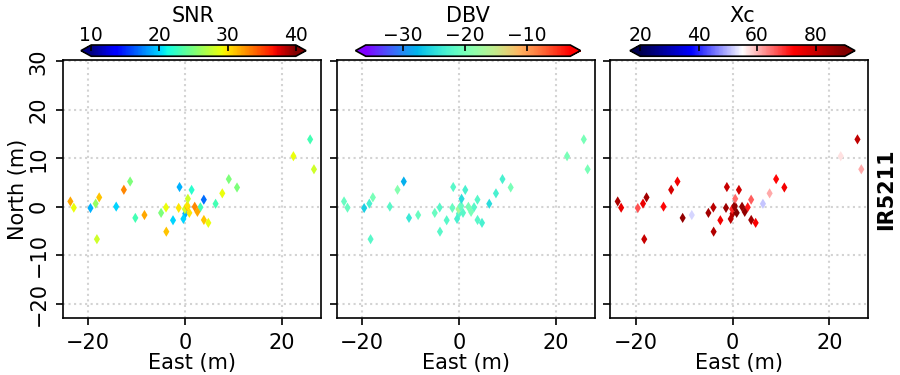 SNR DBV Xc
10 20 30 40 −30 −20 −10 20 40 60 80
30
20
10
0
−10
−20
North (m)
IR5211
−20 0 20 −20 0 20 −20 0 20
East (m) East (m) East (m)